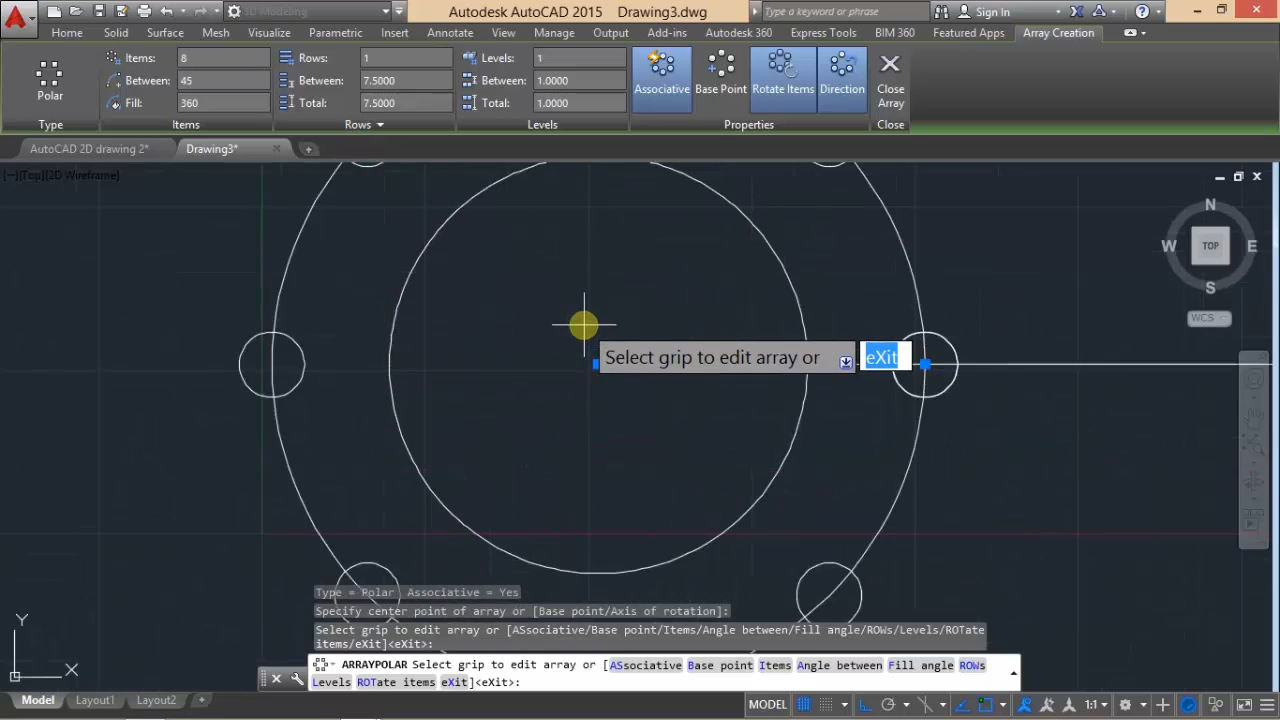 3D Modeling
Autodesk AutoCAD 2015 Drawing3.dwg
Type a keyword or phrase
Sign In
Home Solid Surface Mesh Visualize Parametric Insert Annotate View Manage Output Add-ins Autodesk 360 Express Tools BIM 360 Featured Apps Array Creation
Items: 8 Rows: 1 Levels: 1
Between: 45 Between: 7.5000 Between: 1.0000
Fill: 360 Total: 7.5000 Total: 1.0000
Polar
Associative Base Point Rotate Items Direction Close
Array
Type Items Rows Levels Properties Close
AutoCAD 2D drawing 2* Drawing3*
[−][Top][2D Wireframe]
N
W TOP E
S
WCS
Select grip to edit array or eXit
Type = Polar Associative = Yes
Specify center point of array or [Base point/Axis of rotation]:
Select grip to edit array or [ASsociative/Base point/Items/Angle between/Fill angle/ROWs/Levels/ROTate
items/eXit]<eXit>:
ARRAYPOLAR Select grip to edit array or [ASsociative Base point Items Angle between Fill angle ROWs
Levels ROTate items eXit]<eXit>:
Y
X
Model Layout1 Layout2 +
MODEL 1:1